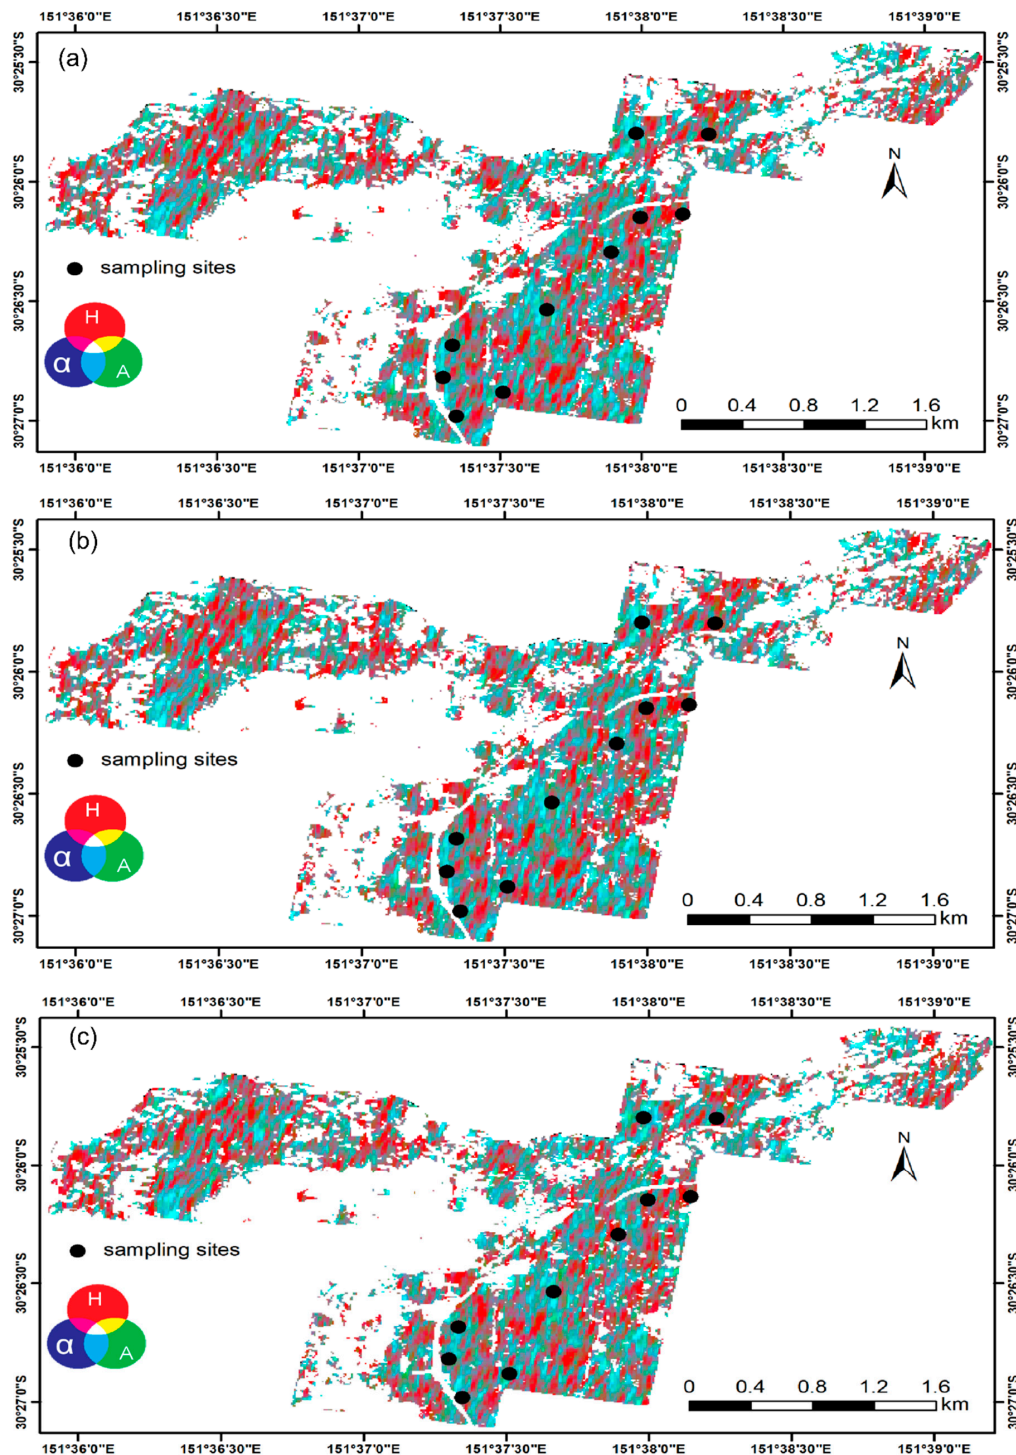 151°36'0"E 151°36'30"E 151°37'0"E 151°37'30"E 151°38'0"E 151°38'30"E 151°39'0"E
(a)
30°25'30"S 30°25'30"S
N
30°26'0"S 30°26'0"S
sampling sites
30°26'30"S 30°26'30"S
H
α A
0 0.4 0.8 1.2 1.6
km
30°27'0"S 30°27'0"S
151°36'0"E 151°36'30"E 151°37'0"E 151°37'30"E 151°38'0"E 151°38'30"E 151°39'0"E
151°36'0"E 151°36'30"E 151°37'0"E 151°37'30"E 151°38'0"E 151°38'30"E 151°39'0"E
(b)
30°25'30"S 30°25'30"S
N
30°26'0"S 30°26'0"S
sampling sites
30°26'30"S 30°26'30"S
H
α A
0 0.4 0.8 1.2 1.6
km
30°27'0"S 30°27'0"S
151°36'0"E 151°36'30"E 151°37'0"E 151°37'30"E 151°38'0"E 151°38'30"E 151°39'0"E
151°36'0"E 151°36'30"E 151°37'0"E 151°37'30"E 151°38'0"E 151°38'30"E 151°39'0"E
(c)
30°25'30"S 30°25'30"S
N
30°26'0"S 30°26'0"S
sampling sites
30°26'30"S 30°26'30"S
H
α A
0 0.4 0.8 1.2 1.6
km
30°27'0"S 30°27'0"S
151°36'0"E 151°36'30"E 151°37'0"E 151°37'30"E 151°38'0"E 151°38'30"E 151°39'0"E